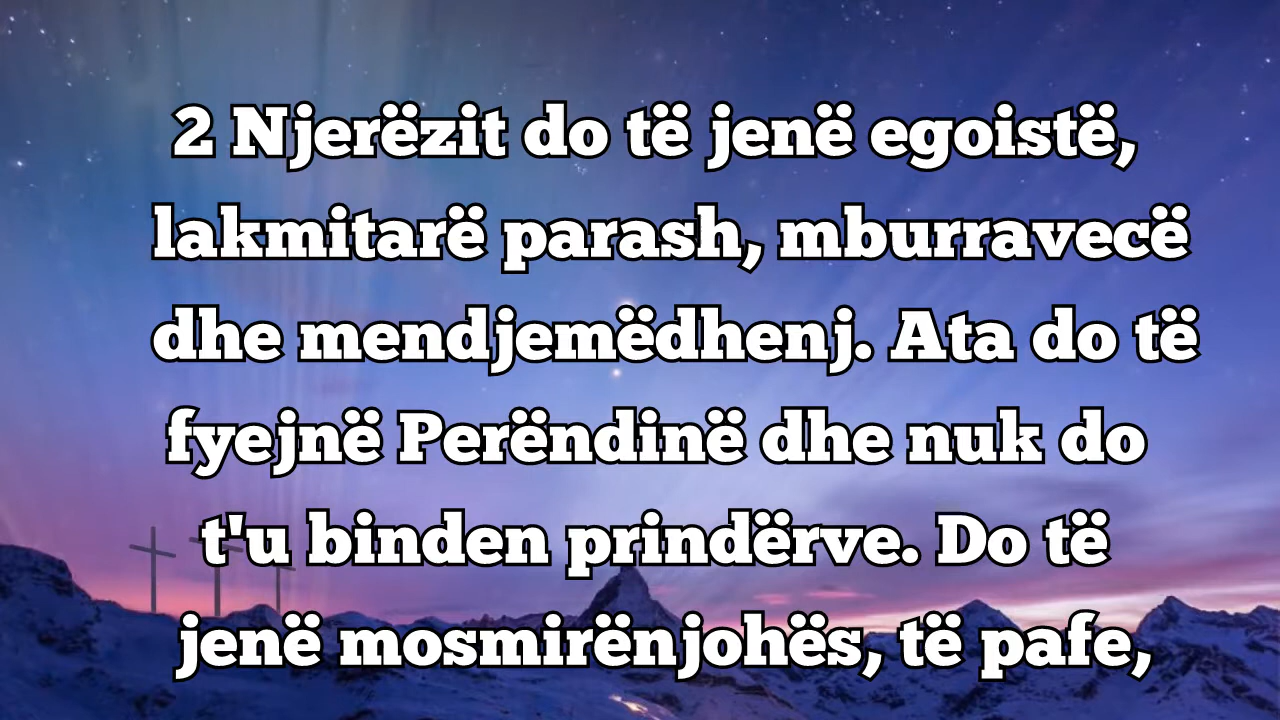 2 Njerëzit do të jenë egoistë,
lakmitarë parash, mburravecë
dhe mendjemëdhenj. Ata do të
fyejnë Perëndinë dhe nuk do
t'u binden prindërve. Do të
jenë mosmirënjohës, të pafe,